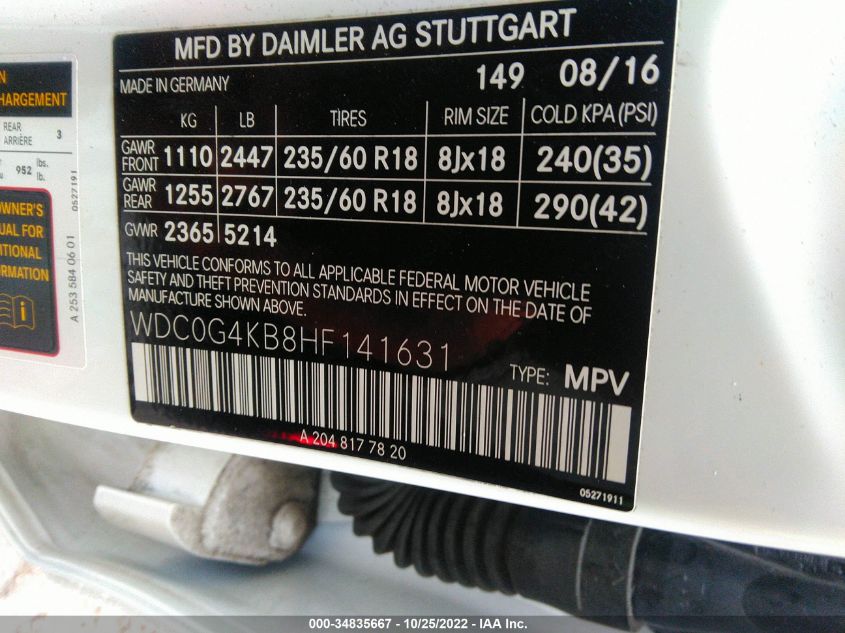 MFD BY DAIMLER AG STUTTGART
MADE IN GERMANY 149 08/16
KG LB TIRES RIM SIZE COLD KPA (PSI)
GAWR FRONT 1110 2447 235/60 R18 8Jx18 240(35)
GAWR REAR 1255 2767 235/60 R18 8Jx18 290(42)
GVWR 2365 5214
THIS VEHICLE CONFORMS TO ALL APPLICABLE FEDERAL MOTOR VEHICLE
SAFETY AND THEFT PREVENTION STANDARDS IN EFFECT ON THE DATE OF
MANUFACTURE SHOWN ABOVE.
WDC0G4KB8HF141631
TYPE: MPV
A 204 817 78 20
05271911
HARGEMENT
REAR
ARRIÈRE 3
952 lbs.
lb.
OWNER'S
UAL FOR
ITIONAL
ORMATION
A 253 584 06 01
0527191
000-34835667 - 10/25/2022 - IAA Inc.